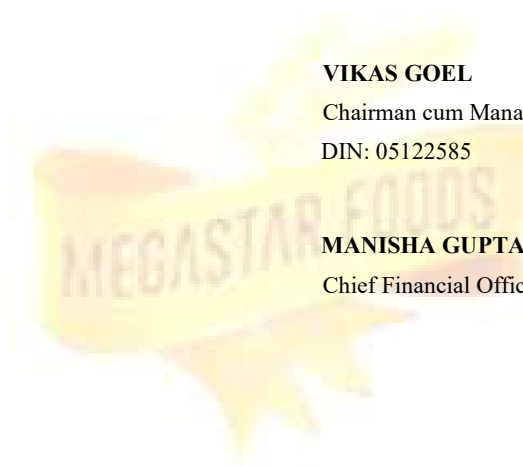 VIKAS GOEL
Chairman cum Mana
DIN: 05122585
MEGASTAR FOODS
MANISHA GUPTA
Chief Financial Offic